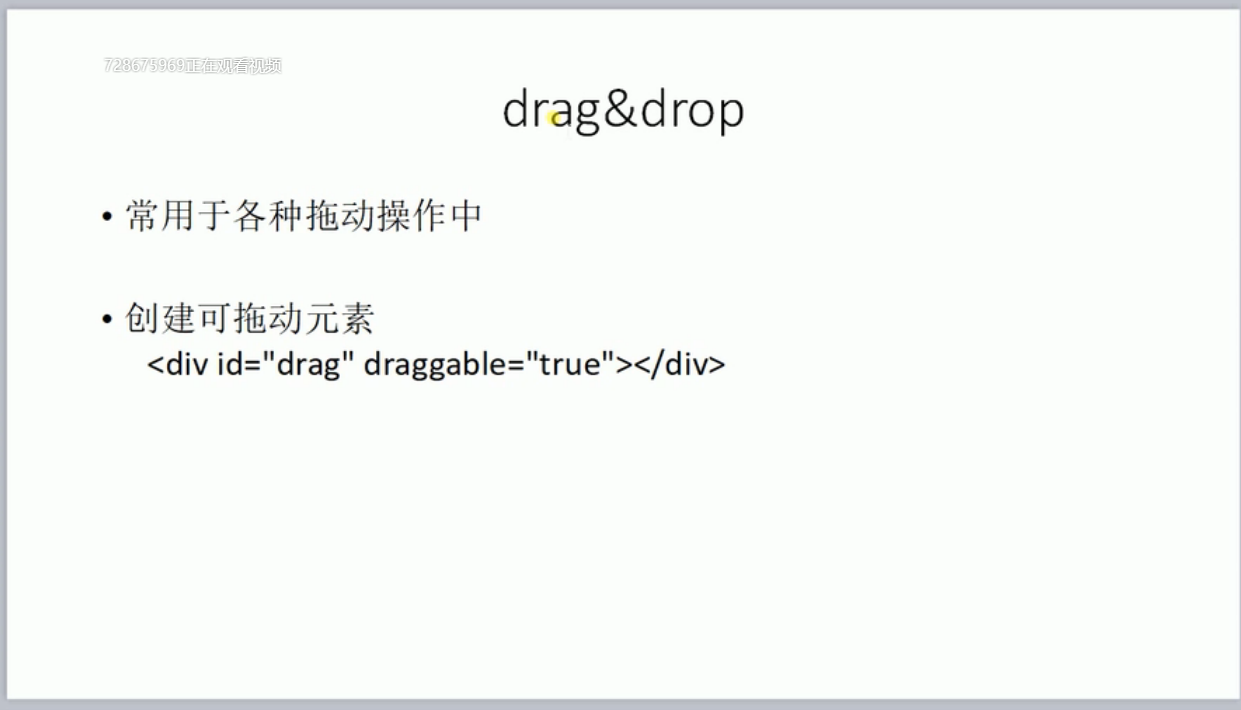 728675969正在观看视频
drag&drop
• 常用于各种拖动操作中
• 创建可拖动元素
<div id="drag" draggable="true"></div>